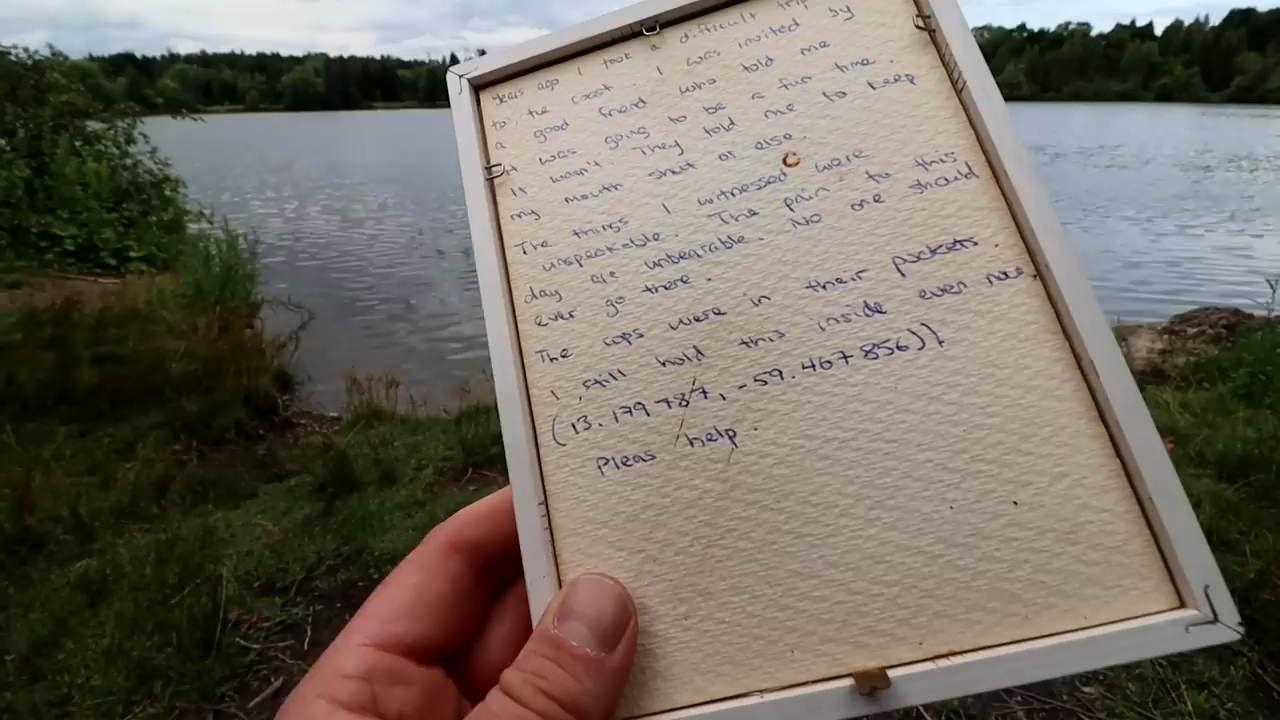 years ago I took a difficult trip
to the coast. I was invited by
a good friend who told me
it was going to be a fun time.
It wasn't. They told me to keep
my mouth shut or else.
The things I witnessed were
unspeakable. The pain to this
day are unbearable. No one should
ever go there.
The cops were in their pockets.
I still hold this inside even now.
(13.179787, -59.467856)}
Pleas help.